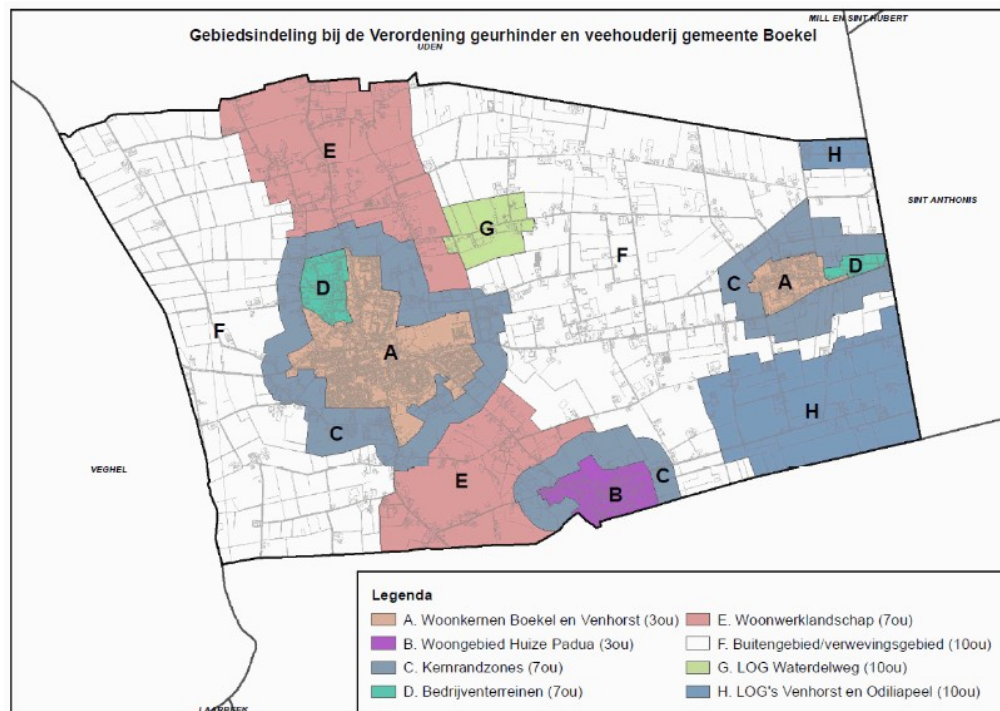 MILL EN SINT HUBERT
Gebiedsindeling bij de Verordening geurhinder en veehouderij gemeente Boekel
UDEN
E
H
SINT ANTHONIS
G
F
D
A
C
D
F
A
H
C
VEGHEL
E
B
C
Legenda
A. Woonkernen Boekel en Venhorst (3ou)
B. Woongebied Huize Padua (3ou)
C. Kernrandzones (7ou)
D. Bedrijventerreinen (7ou)
E. Woonwerklandschap (7ou)
F. Buitengebied/verwevingsgebied (10ou)
G. LOG Waterdelweg (10ou)
H. LOG's Venhorst en Odiliapeel (10ou)
LAARBEEK